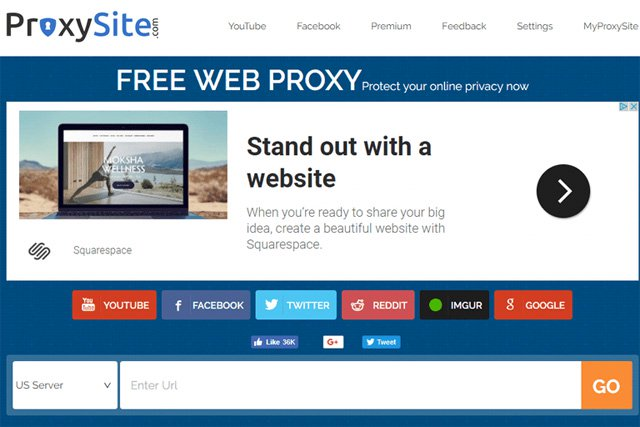 ProxySite.com
YouTube Facebook Premium Feedback Settings MyProxySite
FREE WEB PROXY Protect your online privacy now
MOKSHA
WELLNESS
Stand out with a
website
When you're ready to share your big
idea, create a beautiful website with
Squarespace.
Squarespace
You Tube YOUTUBE f FACEBOOK TWITTER REDDIT IMGUR g GOOGLE
Like 36K G+ Tweet
US Server Enter Url GO